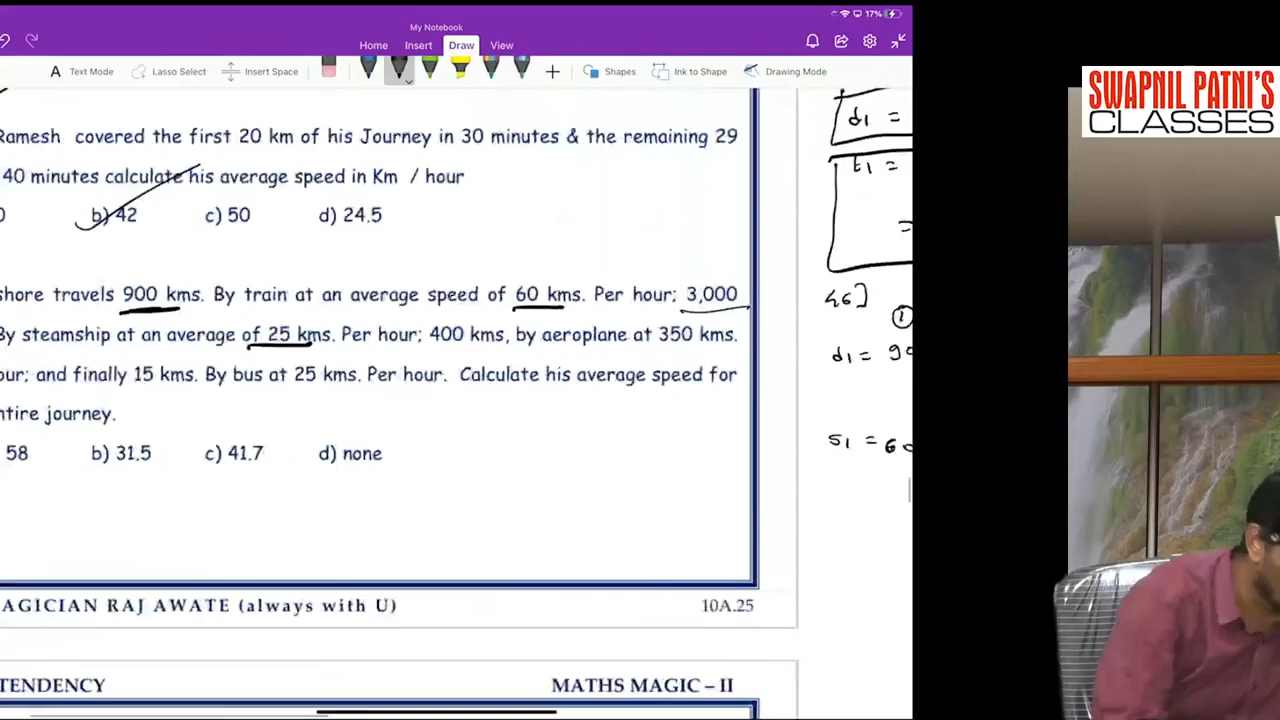 My Notebook
17%
Home Insert Draw View
A Text Mode Lasso Select Insert Space Shapes Ink to Shape Drawing Mode
SWAPNIL PATNI'S
CLASSES
Ramesh covered the first 20 km of his Journey in 30 minutes & the remaining 29
40 minutes calculate his average speed in Km / hour
b) 42 c) 50 d) 24.5
shore travels 900 kms. By train at an average speed of 60 kms. Per hour; 3,000
By steamship at an average of 25 kms. Per hour; 400 kms, by aeroplane at 350 kms.
our; and finally 15 kms. By bus at 25 kms. Per hour. Calculate his average speed for
ntire journey.
58 b) 31.5 c) 41.7 d) none
d1 =
t1 =
=
46]
1
d1 = 90
S1 = 60
AGICIAN RAJ AWATE (always with U) 10A.25
TENDENCY MATHS MAGIC – II